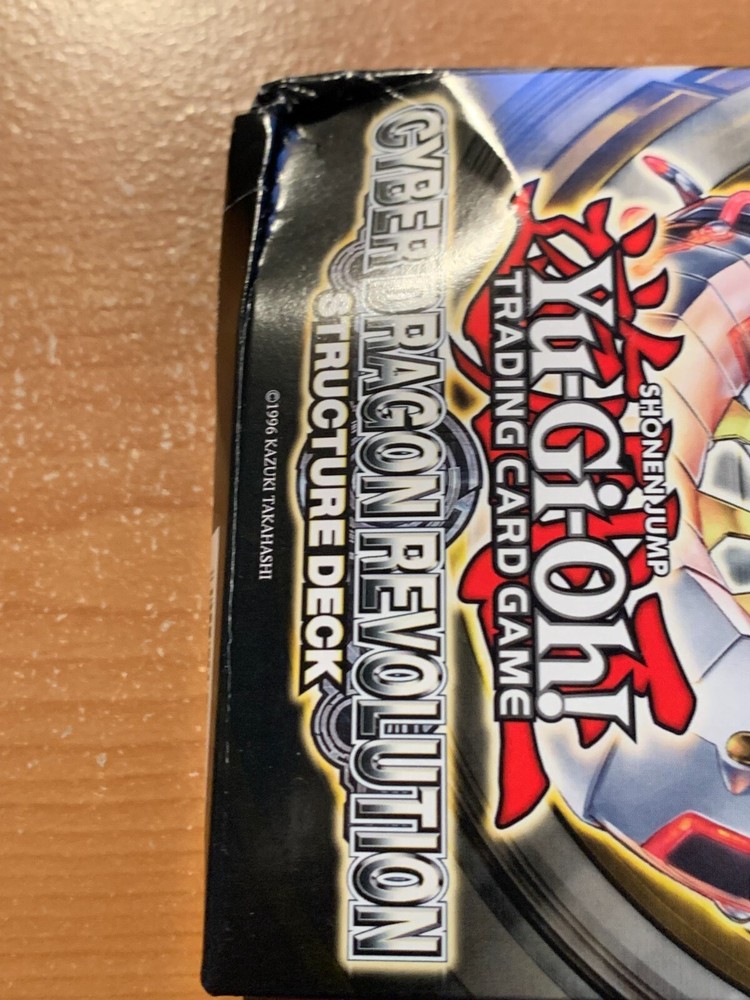 SHONEN JUMP
Yu-Gi-Oh!
TRADING CARD GAME
CYBER DRAGON REVOLUTION
STRUCTURE DECK
©1996 KAZUKI TAKAHASHI